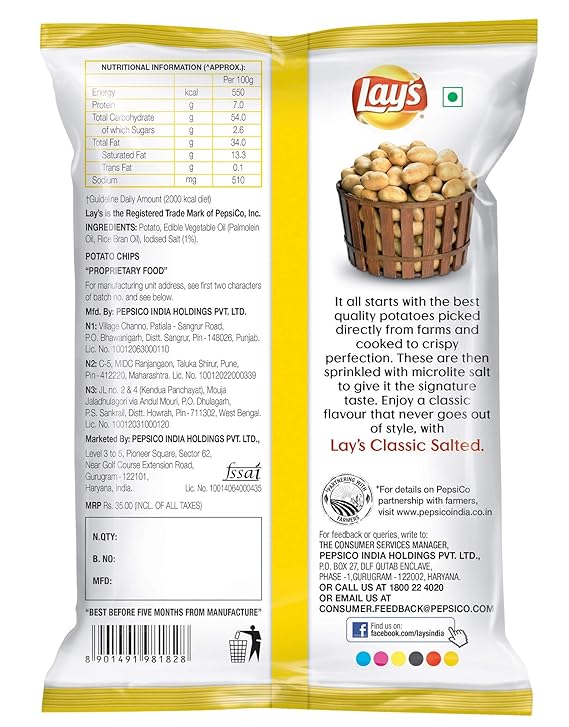 NUTRITIONAL INFORMATION (^APPROX.):
Per 100g
Energy kcal 550
Protein g 7.0
Total Carbohydrate g 54.0
of which Sugars g 2.6
Total Fat g 34.0
Saturated Fat g 13.3
Trans Fat g 0.1
Sodium mg 510
†Guideline Daily Amount (2000 kcal diet)
Lay's is the Registered Trade Mark of PepsiCo, Inc.
INGREDIENTS: Potato, Edible Vegetable Oil (Palmolein
Oil, Rice Bran Oil), Iodised Salt (1%).
POTATO CHIPS
"PROPRIETARY FOOD"
For manufacturing unit address, see first two characters
of batch no. and see below.
Mfd. By: PEPSICO INDIA HOLDINGS PVT. LTD.
N1: Village Channo, Patiala - Sangrur Road,
P.O. Bhawanigarh, Distt. Sangrur, Pin - 148026, Punjab.
Lic. No. 10012063000110
N2: C-5, MIDC Ranjangaon, Taluka Shirur, Pune,
Pin - 412220, Maharashtra. Lic. No. 10012022000339
N3: JL no. 2 & 4 (Kendua Panchayat), Mouja
Jaladhulagori via Andul Mouri, P.O. Dhulagarh,
P.S. Sankrail, Distt. Howrah, Pin - 711302, West Bengal.
Lic. No. 10012031000120
Marketed By: PEPSICO INDIA HOLDINGS PVT. LTD.,
Level 3 to 5, Pioneer Square, Sector 62,
Near Golf Course Extension Road,
Gurugram - 122101,
Haryana, India.
fssai
Lic. No. 10014064000435
MRP Rs. 35.00 (INCL. OF ALL TAXES)
N.QTY:
B. NO:
MFD:
"BEST BEFORE FIVE MONTHS FROM MANUFACTURE"
8 901491 981828
Lay's
It all starts with the best
quality potatoes picked
directly from farms and
cooked to crispy
perfection. These are then
sprinkled with microlite salt
to give it the signature
taste. Enjoy a classic
flavour that never goes out
of style, with
Lay's Classic Salted.
PARTNERING WITH
FARMERS
*For details on PepsiCo
partnership with farmers,
visit www.pepsicoindia.co.in
For feedback or queries, write to:
THE CONSUMER SERVICES MANAGER,
PEPSICO INDIA HOLDINGS PVT. LTD.,
P.O. BOX 27, DLF QUTAB ENCLAVE,
PHASE -1,GURUGRAM -122002, HARYANA.
OR CALL US AT 1800 22 4020
OR EMAIL US AT
CONSUMER.FEEDBACK@PEPSICO.COM
f Find us on:
facebook.com/laysindia